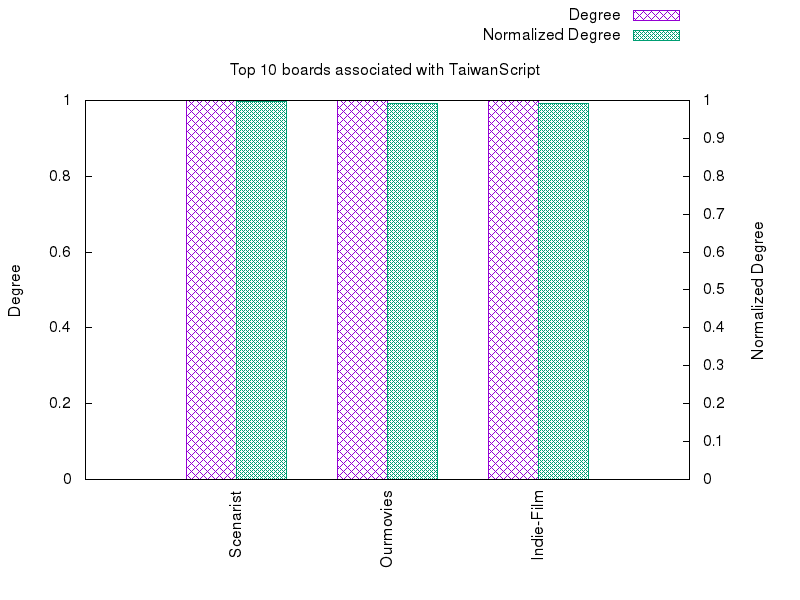 Degree
Normalized Degree
Top 10 boards associated with TaiwanScript
1
0.8
0.6
0.4
0.2
0
Degree
1
0.9
0.8
0.7
0.6
0.5
0.4
0.3
0.2
0.1
0
Normalized Degree
Scenarist
Ourmovies
Indie-Film